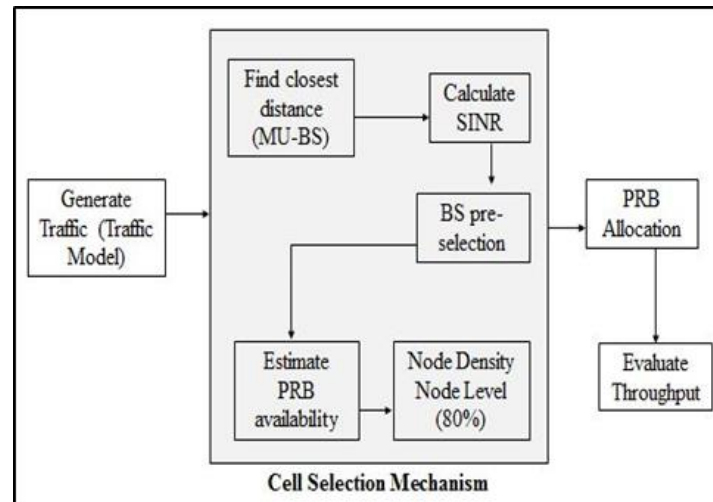 Generate
Traffic (Traffic
Model)
Find closest
distance
(MU-BS)
Calculate
SINR
BS pre-
selection
Estimate
PRB
availability
Node Density
Node Level
(80%)
Cell Selection Mechanism
PRB
Allocation
Evaluate
Throughput